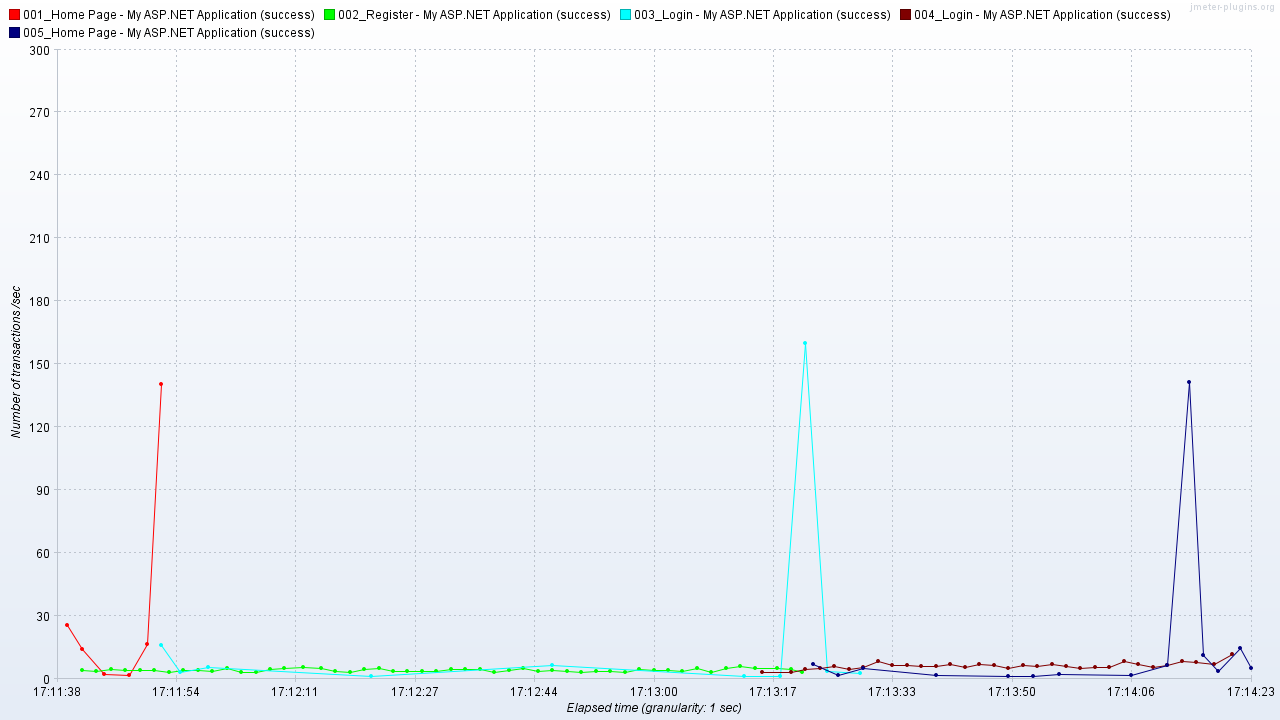 001_Home Page - My ASP.NET Application (success) 002_Register - My ASP.NET Application (success) 003_Login - My ASP.NET Application (success) 004_Login - My ASP.NET Application (success)
jmeter-plugins.org
005_Home Page - My ASP.NET Application (success)
300
270
240
210
180
150
120
90
60
30
0
Number of transactions /sec
17:11:38 17:11:54 17:12:11 17:12:27 17:12:44 17:13:00 17:13:17 17:13:33 17:13:50 17:14:06 17:14:23
Elapsed time (granularity: 1 sec)